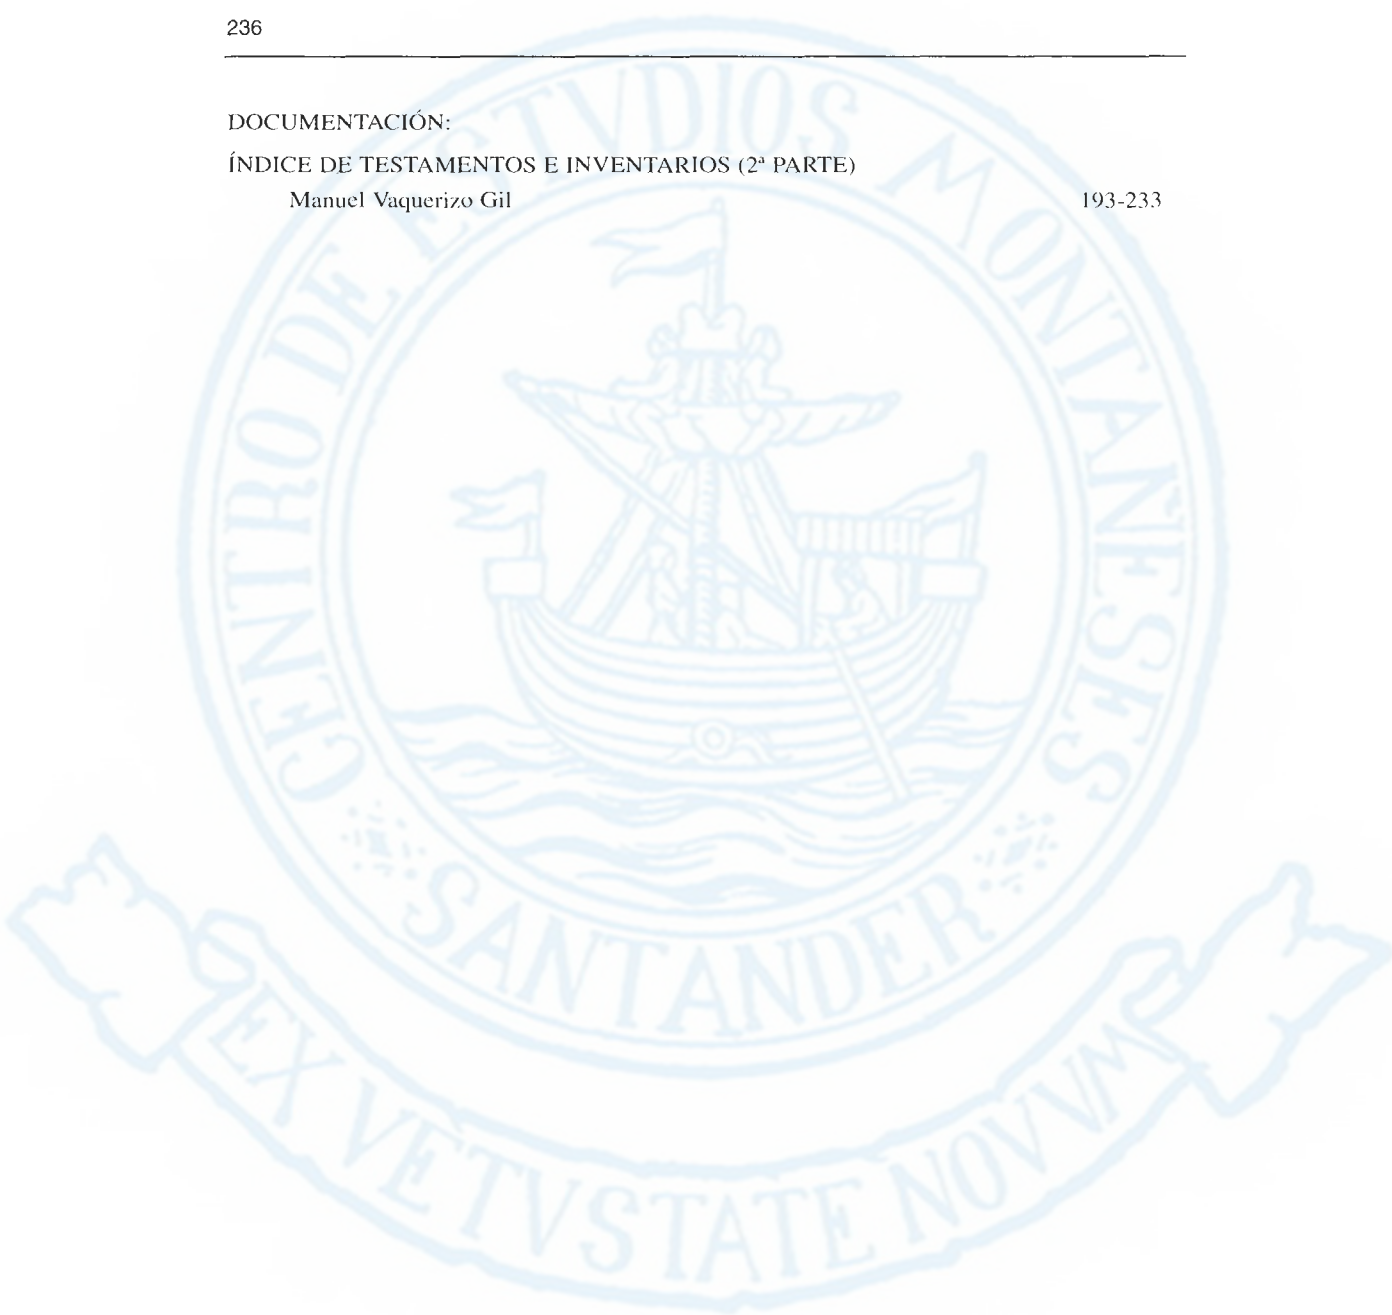 236
DOCUMENTACIÓN:
ÍNDICE DE TESTAMENTOS E INVENTARIOS (2ª PARTE)
Manuel Vaquerizo Gil 193-233
CENTRO DE ESTVDIOS MONTAÑESES
SANTANDER
EX VETVSTATE NOVVM